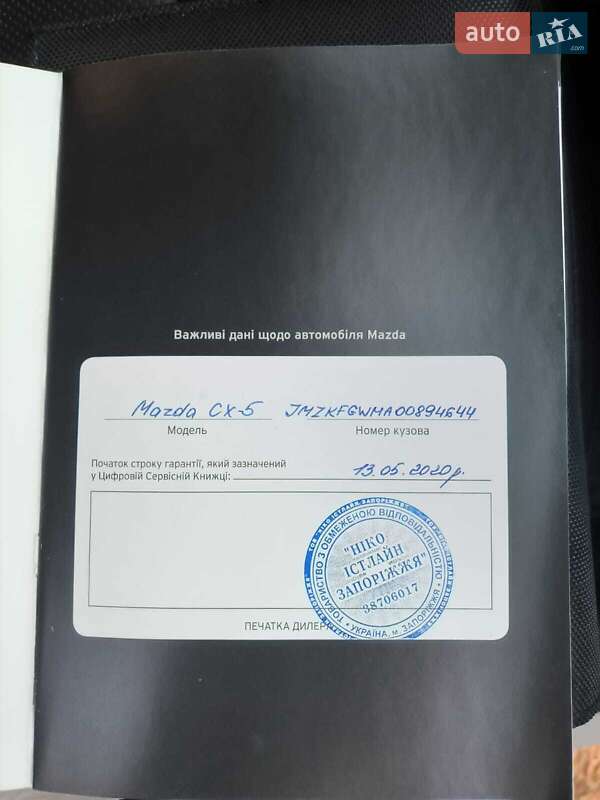 auto RIA .com
Важливі дані щодо автомобіля Mazda
Mazda CX-5 JMZKFGWMA00894644
Модель Номер кузова
Початок строку гарантії, який зазначений
у Цифровій Сервісній Книжці: 13.05.2020р.
ТОВАРИСТВО З ОБМЕЖЕНОЮ ВІДПОВІДАЛЬНІСТЮ
"НІКО
ІСТЛАЙН
ЗАПОРІЖЖЯ"
38706017
• УКРАЇНА, м. ЗАПОРІЖЖЯ •
ПЕЧАТКА ДИЛЕР